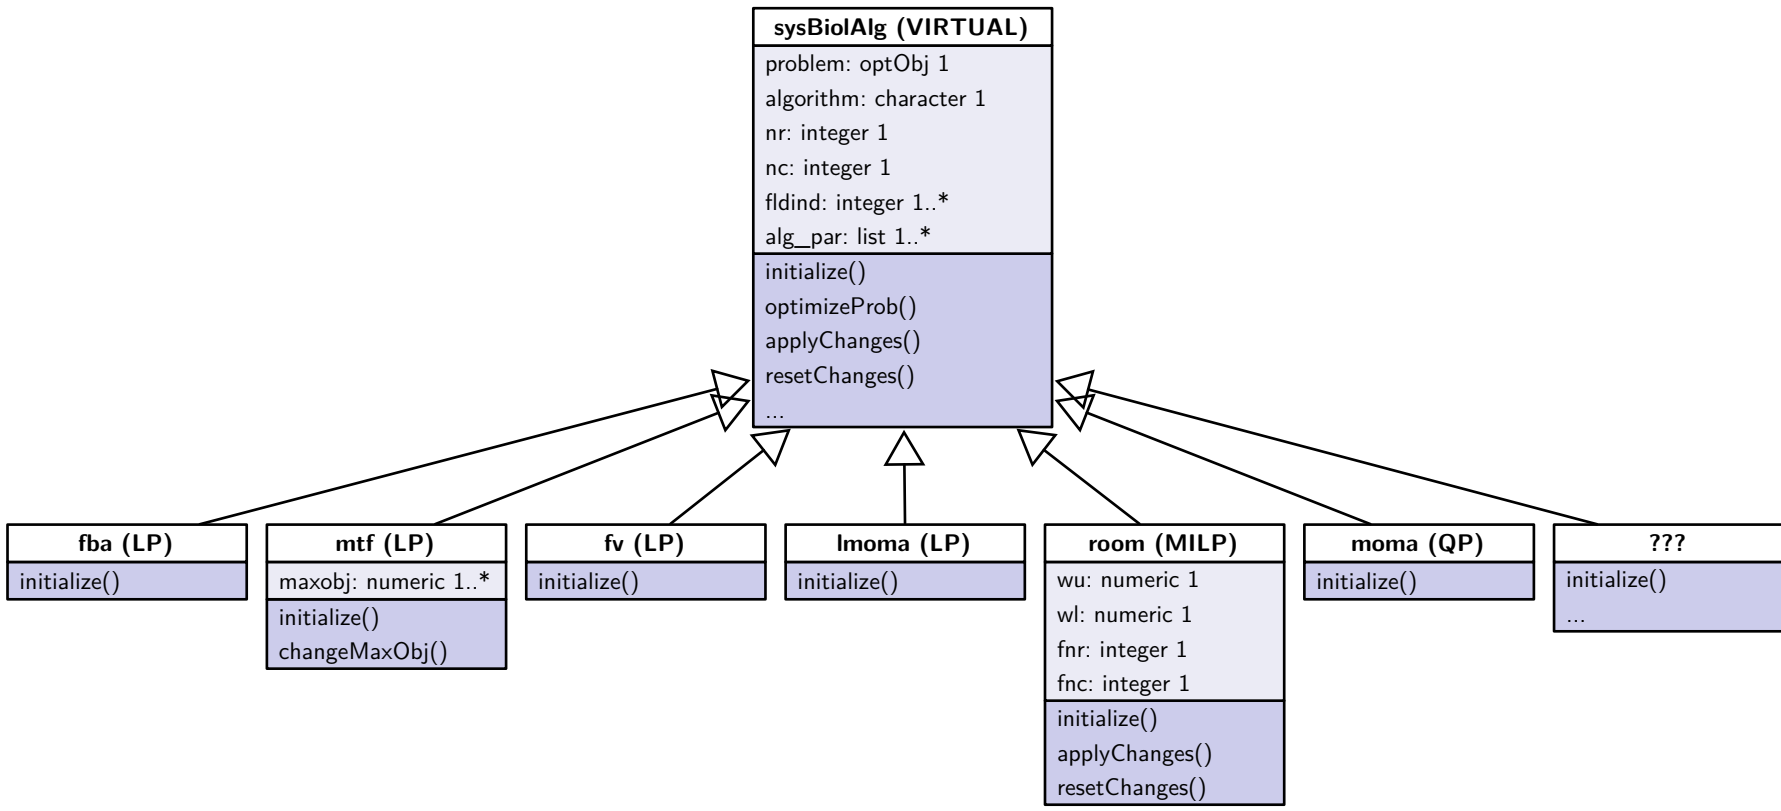 sysBiolAlg (VIRTUAL)
problem: optObj 1
algorithm: character 1
nr: integer 1
nc: integer 1
fldind: integer 1..*
alg_par: list 1..*
initialize()
optimizeProb()
applyChanges()
resetChanges()
...
fba (LP)
initialize()
mtf (LP)
maxobj: numeric 1..*
initialize()
changeMaxObj()
fv (LP)
initialize()
lmoma (LP)
initialize()
room (MILP)
wu: numeric 1
wl: numeric 1
fnr: integer 1
fnc: integer 1
initialize()
applyChanges()
resetChanges()
moma (QP)
initialize()
???
initialize()
...